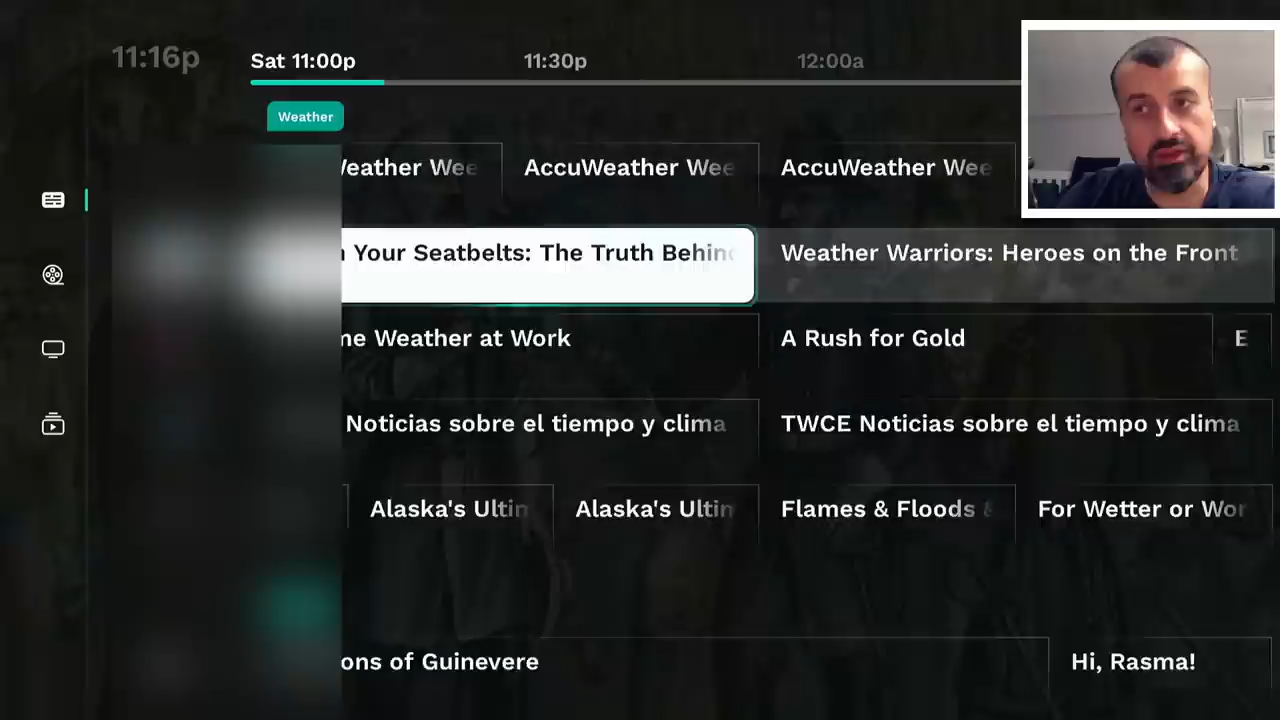 11:16p
Sat 11:00p 11:30p 12:00a
Weather
Weather Wee AccuWeather Wee AccuWeather Wee
Your Seatbelts: The Truth Behind Weather Warriors: Heroes on the Front
me Weather at Work A Rush for Gold E
Noticias sobre el tiempo y clima TWCE Noticias sobre el tiempo y clima
Alaska's Ultin Alaska's Ultin Flames & Floods & For Wetter or Wor
ons of Guinevere Hi, Rasma!